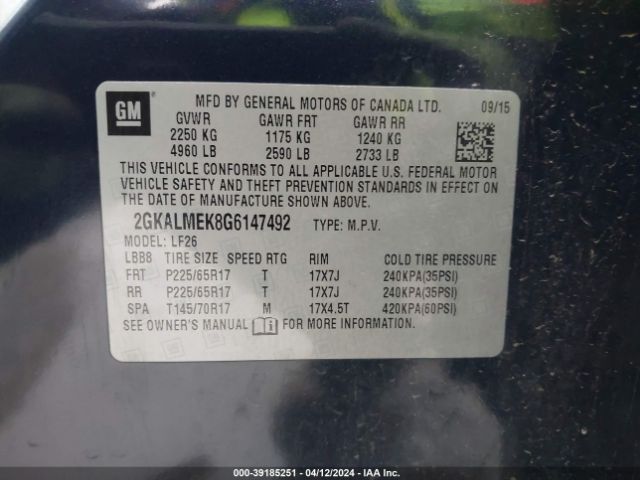 GM
MFD BY GENERAL MOTORS OF CANADA LTD. 09/15
GVWR GAWR FRT GAWR RR
2250 KG 1175 KG 1240 KG
4960 LB 2590 LB 2733 LB
THIS VEHICLE CONFORMS TO ALL APPLICABLE U.S. FEDERAL MOTOR
VEHICLE SAFETY AND THEFT PREVENTION STANDARDS IN EFFECT ON
THE DATE OF MANUFACTURE SHOWN ABOVE.
2GKALMEK8G6147492 TYPE: M.P.V.
MODEL: LF26
LBB8 TIRE SIZE SPEED RTG RIM COLD TIRE PRESSURE
FRT P225/65R17 T 17X7J 240KPA(35PSI)
RR P225/65R17 T 17X7J 240KPA(35PSI)
SPA T145/70R17 M 17X4.5T 420KPA(60PSI)
SEE OWNER'S MANUAL FOR MORE INFORMATION.
000-39185251 - 04/12/2024 - IAAI.COM